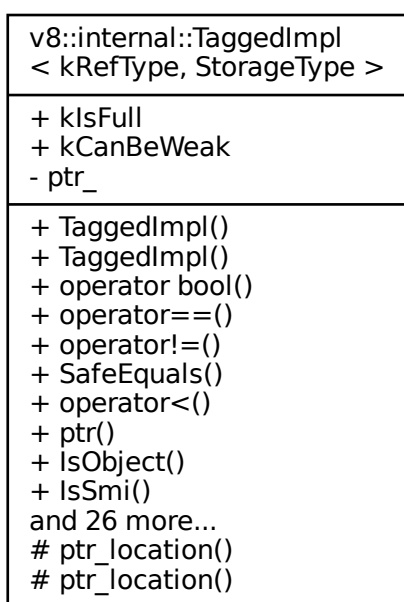 v8::internal::TaggedImpl
< kRefType, StorageType >
+ kIsFull
+ kCanBeWeak
- ptr_
+ TaggedImpl()
+ TaggedImpl()
+ operator bool()
+ operator==()
+ operator!=()
+ SafeEquals()
+ operator<()
+ ptr()
+ IsObject()
+ IsSmi()
and 26 more...
# ptr_location()
# ptr_location()